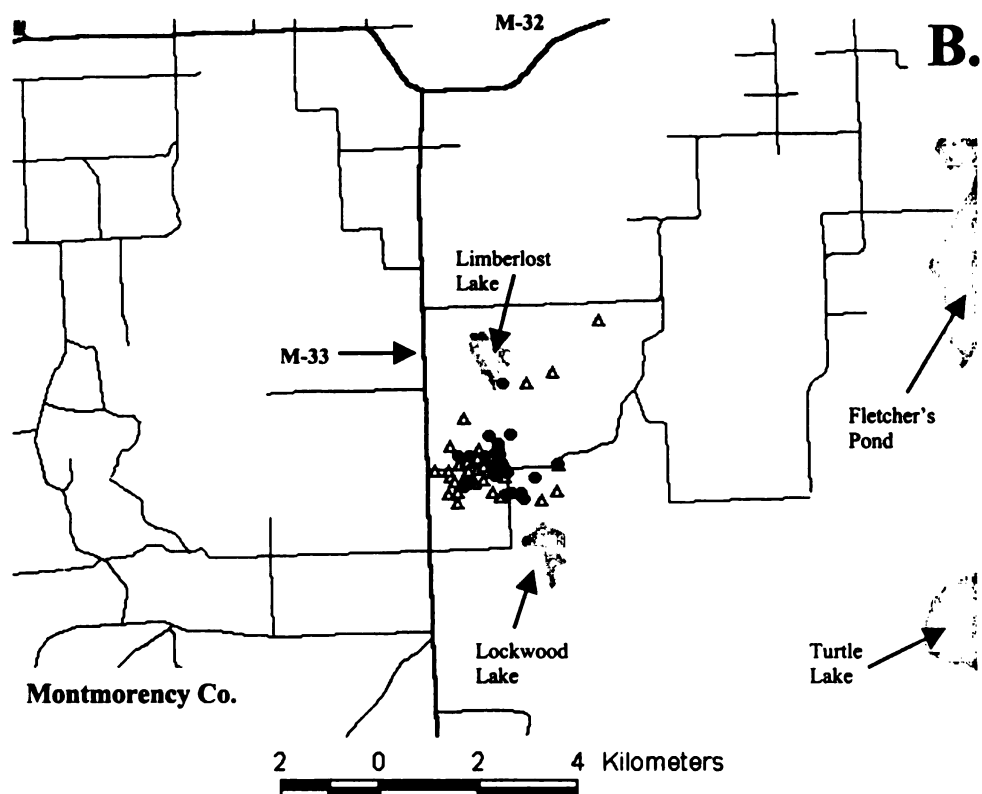 M-32
B.
Limberlost
Lake
M-33
Fletcher's
Pond
Lockwood
Lake
Turtle
Lake
Montmorency Co.
2 0 2 4 Kilometers